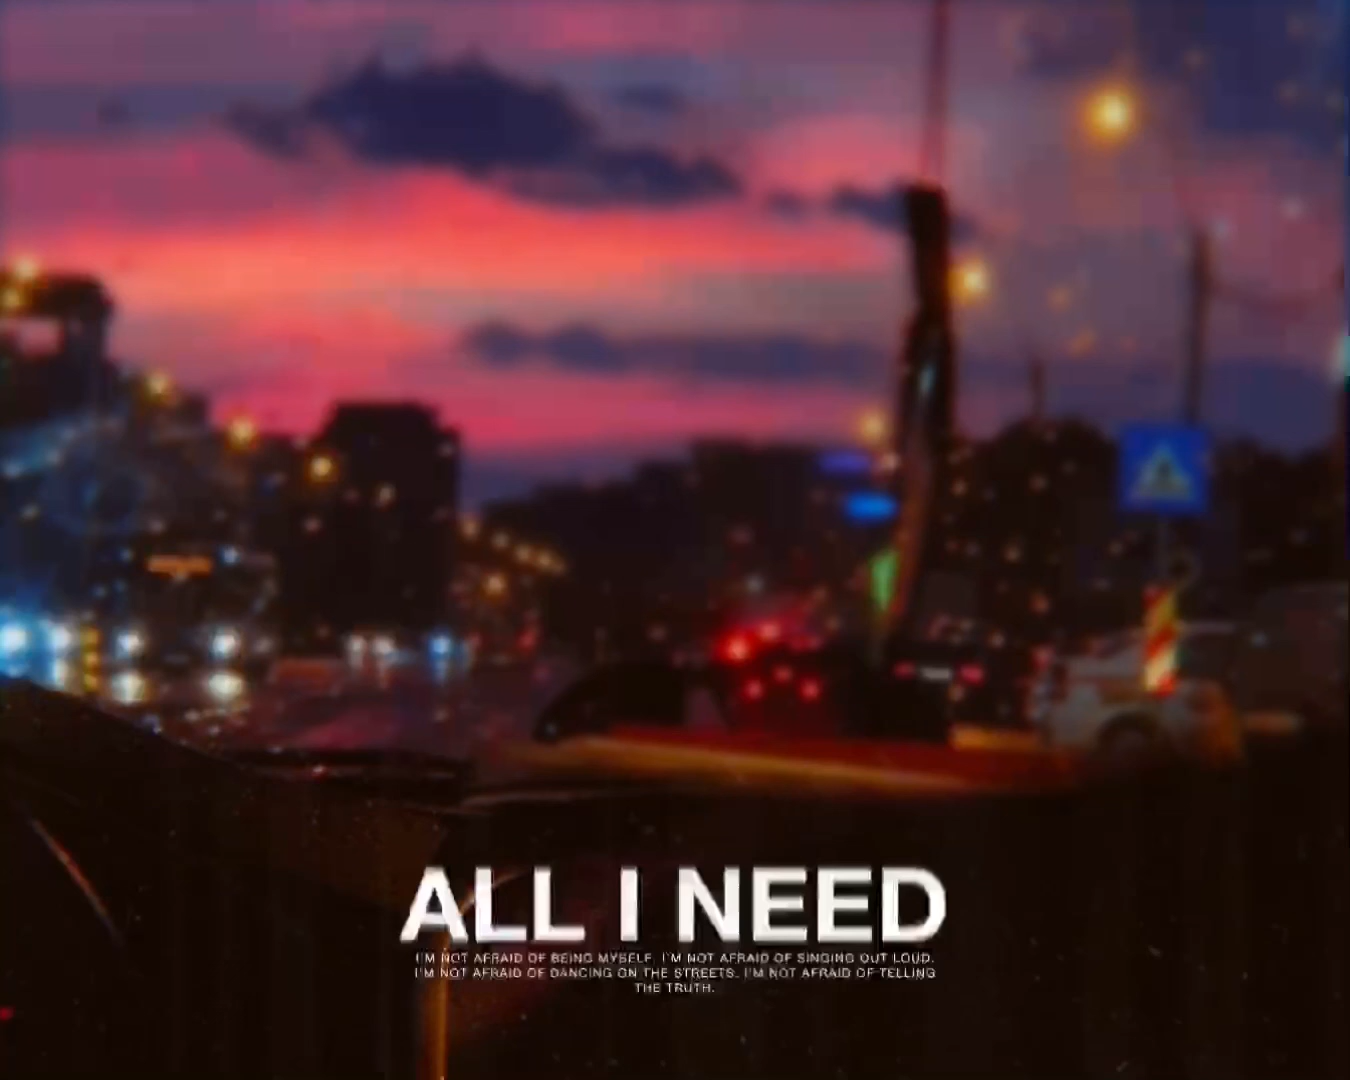 ALL I NEED
I'M NOT AFRAID OF BEING MYSELF. I'M NOT AFRAID OF SINGING OUT LOUD.
I'M NOT AFRAID OF DANCING ON THE STREETS. I'M NOT AFRAID OF TELLING
THE TRUTH.